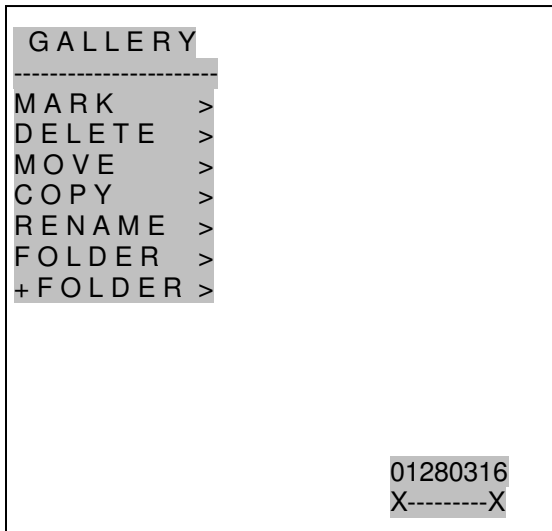 GALLERY
-----------------------
MARK >
DELETE >
MOVE >
COPY >
RENAME >
FOLDER >
+FOLDER >
01280316
X---------X